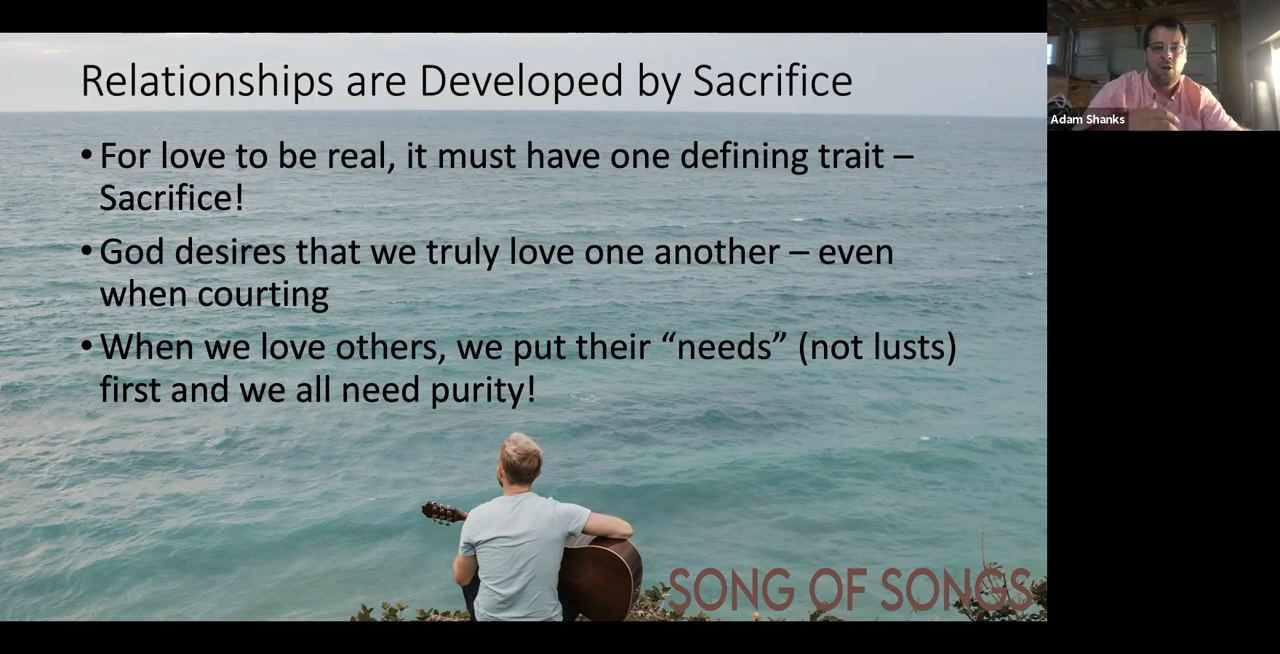 Relationships are Developed by Sacrifice
• For love to be real, it must have one defining trait –
Sacrifice!
• God desires that we truly love one another – even
when courting
• When we love others, we put their “needs” (not lusts)
first and we all need purity!
SONG OF SONGS
Adam Shanks